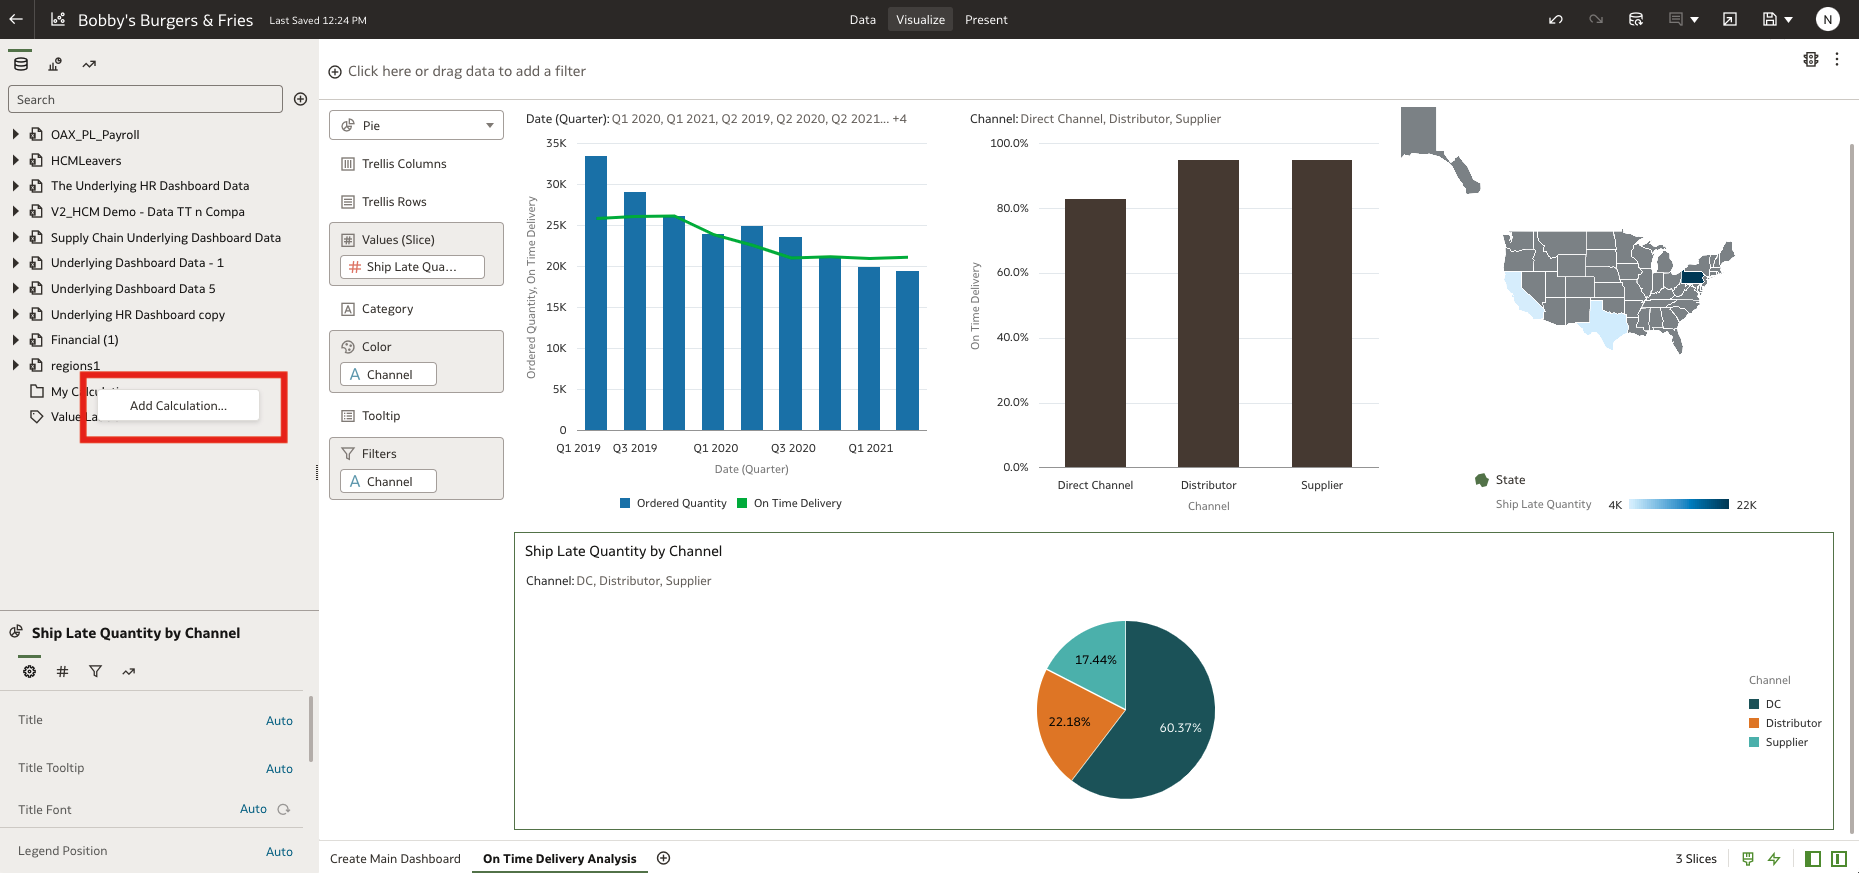 Bobby's Burgers & Fries Last Saved 12:24 PM Data Visualize Present N
Search
OAX_PL_Payroll
HCMLeavers
The Underlying HR Dashboard Data
V2_HCM Demo - Data TT n Compa
Supply Chain Underlying Dashboard Data
Underlying Dashboard Data - 1
Underlying Dashboard Data 5
Underlying HR Dashboard copy
Financial (1)
regions1
My
Add Calculation...
Value
Ship Late Quantity by Channel
Title Auto
Title Tooltip Auto
Title Font Auto
Legend Position Auto
Click here or drag data to add a filter
Pie
Trellis Columns
Trellis Rows
Values (Slice)
# Ship Late Qua...
Category
Color
A Channel
Tooltip
Filters
A Channel
Date (Quarter): Q1 2020, Q1 2021, Q2 2019, Q2 2020, Q2 2021... +4
Ordered Quantity, On Time Delivery
35K
30K
25K
20K
15K
10K
5K
0
Q1 2019 Q3 2019 Q1 2020 Q3 2020 Q1 2021
Date (Quarter)
Ordered Quantity On Time Delivery
Channel: Direct Channel, Distributor, Supplier
On Time Delivery
100.0%
80.0%
60.0%
40.0%
20.0%
0.0%
Direct Channel Distributor Supplier
Channel
State
Ship Late Quantity 4K 22K
Ship Late Quantity by Channel
Channel: DC, Distributor, Supplier
17.44%
22.18%
60.37%
Channel
DC
Distributor
Supplier
Create Main Dashboard On Time Delivery Analysis 3 Slices